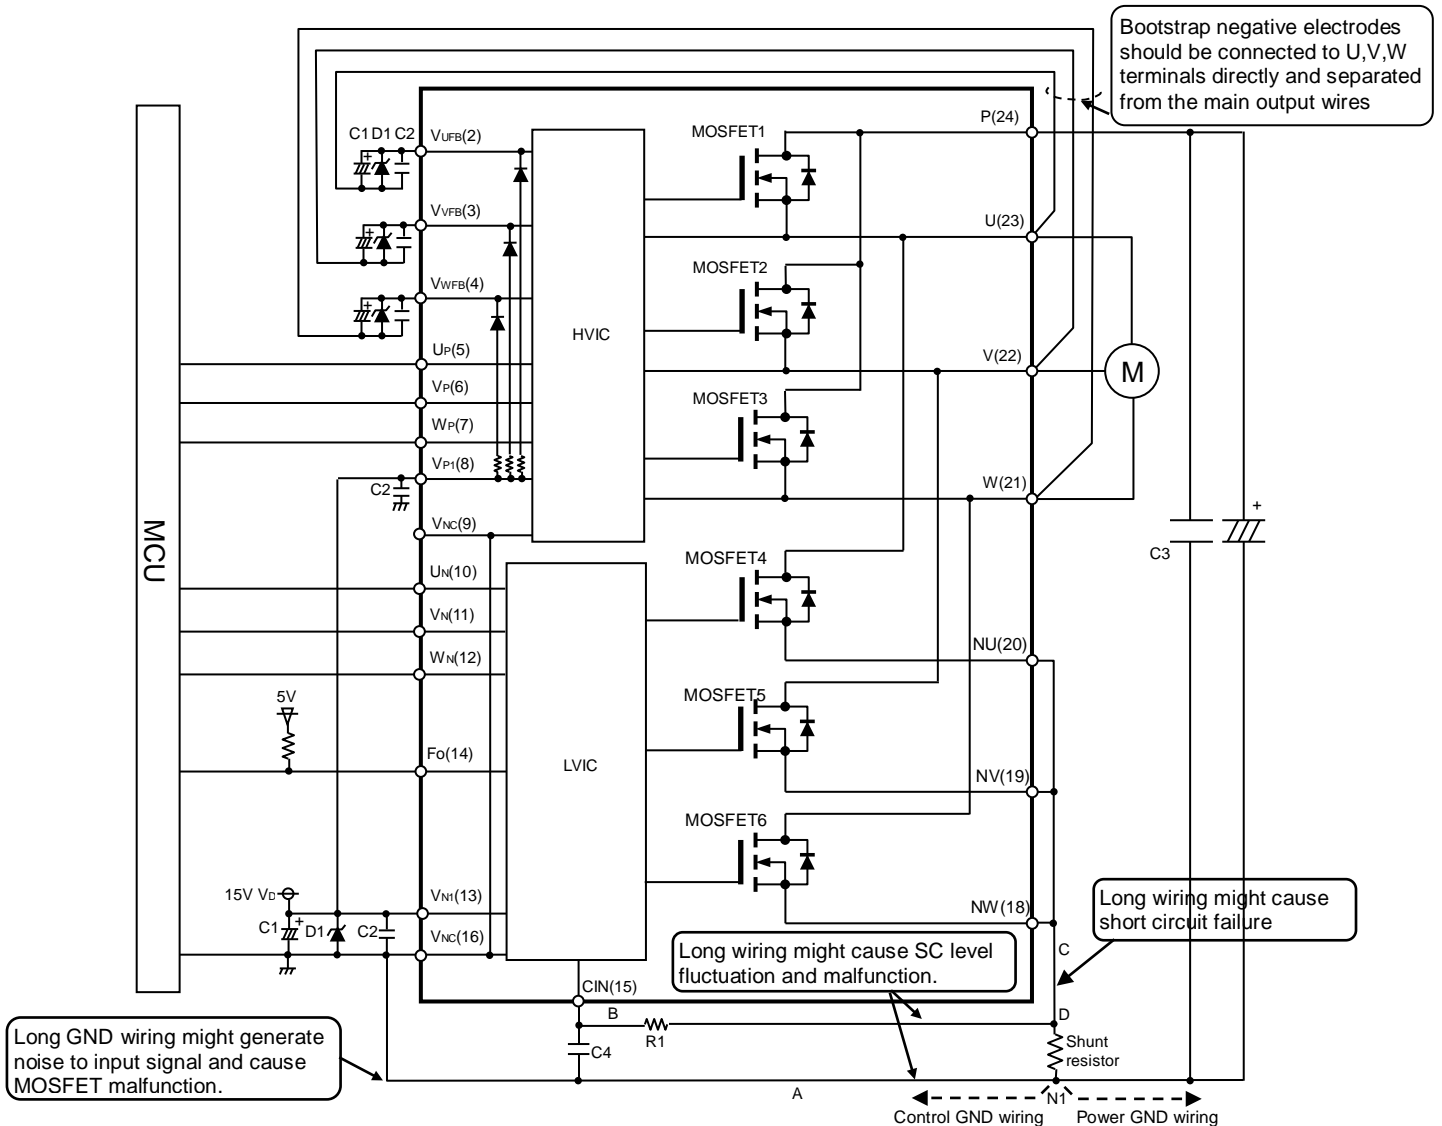 Bootstrap negative electrodes
should be connected to U,V,W
terminals directly and separated
from the main output wires
C1 D1 C2
VUFB(2)
MOSFET1
P(24)
VVFB(3)
U(23)
MOSFET2
VWFB(4)
HVIC
UP(5)
V(22)
M
VP(6)
MOSFET3
WP(7)
VP1(8)
W(21)
C2
+
+
+
+
VNC(9)
C3
MCU
MOSFET4
UN(10)
VN(11)
NU(20)
WN(12)
5V
MOSFET5
Fo(14)
LVIC
NV(19)
MOSFET6
15V VD
VN1(13)
NW(18)
Long wiring might cause
short circuit failure
C1
+
D1
C2
VNC(16)
Long wiring might cause SC level
fluctuation and malfunction.
C
CIN(15)
B
D
R1
Shunt
resistor
C4
Long GND wiring might generate
noise to input signal and cause
MOSFET malfunction.
A
N1
Control GND wiring
Power GND wiring